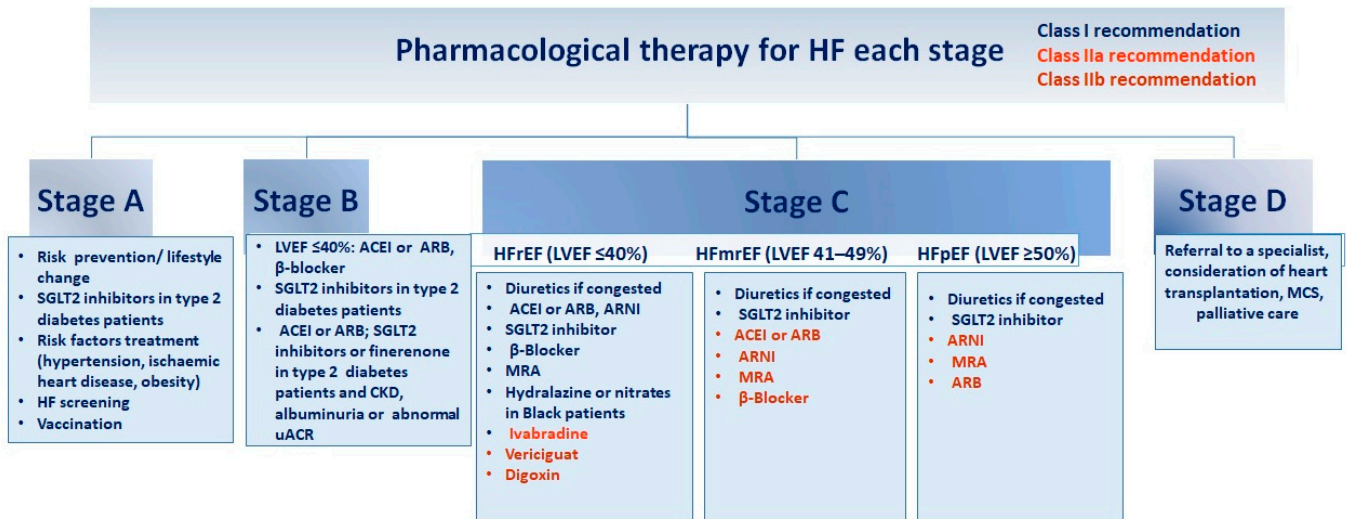 Pharmacological therapy for HF each stage
Class I recommendation
Class IIa recommendation
Class IIb recommendation
Stage A
• Risk prevention/ lifestyle
change
• SGLT2 inhibitors in type 2
diabetes patients
• Risk factors treatment
(hypertension, ischaemic
heart disease, obesity)
• HF screening
• Vaccination
Stage B
• LVEF ≤40%: ACEI or ARB,
β-blocker
• SGLT2 inhibitors in type 2
diabetes patients
• ACEI or ARB; SGLT2
inhibitors or finerenone
in type 2 diabetes
patients and CKD,
albuminuria or abnormal
uACR
Stage C
HFrEF (LVEF ≤40%)
• Diuretics if congested
• ACEI or ARB, ARNI
• SGLT2 inhibitor
• β-Blocker
• MRA
• Hydralazine or nitrates
in Black patients
• Ivabradine
• Vericiguat
• Digoxin
HFmrEF (LVEF 41–49%)
• Diuretics if congested
• SGLT2 inhibitor
• ACEI or ARB
• ARNI
• MRA
• β-Blocker
HFpEF (LVEF ≥50%)
• Diuretics if congested
• SGLT2 inhibitor
• ARNI
• MRA
• ARB
Stage D
Referral to a specialist,
consideration of heart
transplantation, MCS,
palliative care